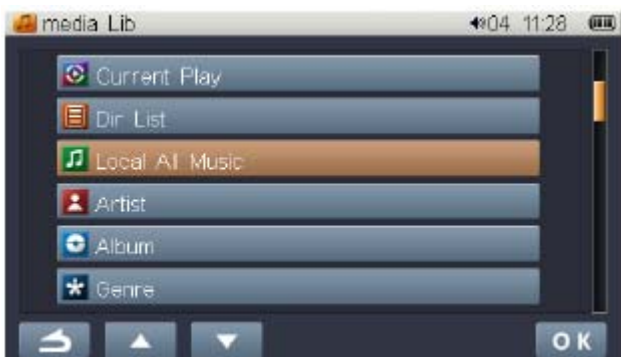 media Lib 04 11:28
Current Play
Dir List
Local All Music
Artist
Album
Genre
OK